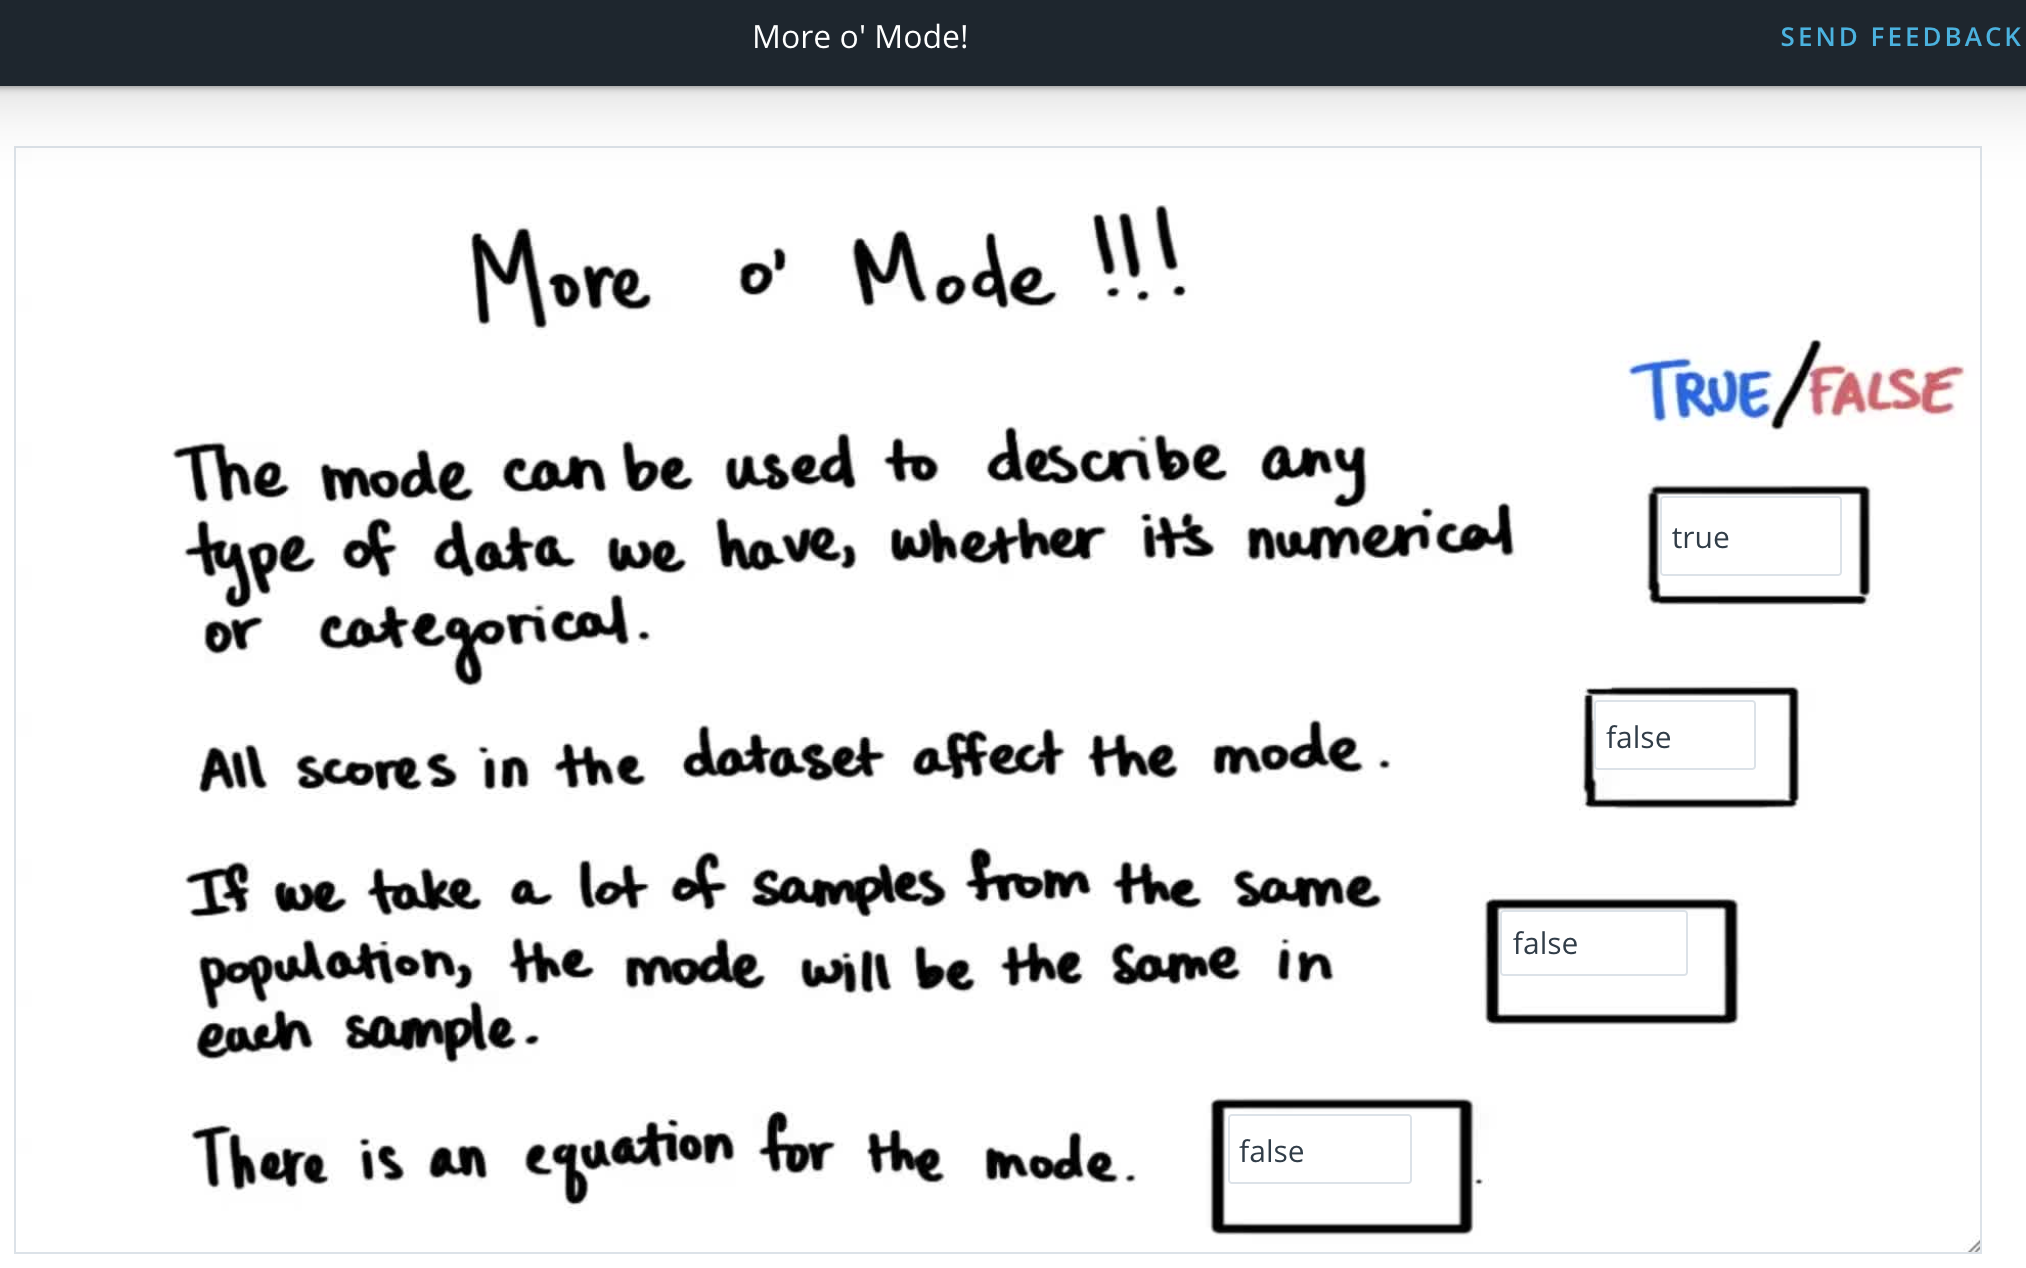 More o' Mode!
SEND FEEDBACK
More o' Mode!!!
TRUE/FALSE
The mode can be used to describe any
type of data we have, whether it's numerical
or categorical.
true
All scores in the dataset affect the mode.
false
If we take a lot of samples from the same
population, the mode will be the same in
each sample.
false
There is an equation for the mode.
false